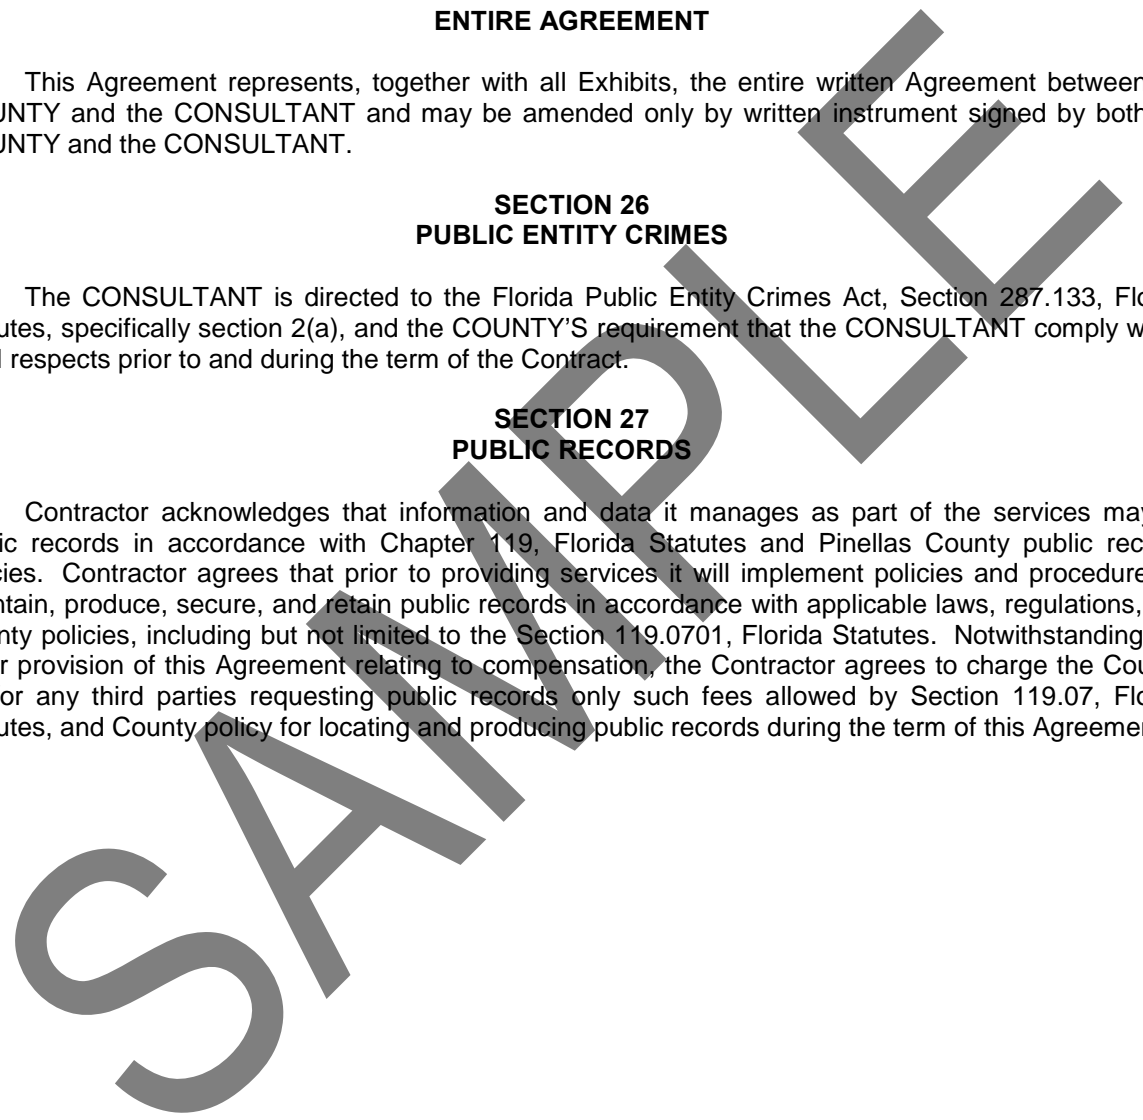 ENTIRE AGREEMENT
This Agreement represents, together with all Exhibits, the entire written Agreement between
UNTY and the CONSULTANT and may be amended only by written instrument signed by both
UNTY and the CONSULTANT.
SECTION 26
PUBLIC ENTITY CRIMES
The CONSULTANT is directed to the Florida Public Entity Crimes Act, Section 287.133, Flo
utes, specifically section 2(a), and the COUNTY'S requirement that the CONSULTANT comply w
l respects prior to and during the term of the Contract.
SECTION 27
PUBLIC RECORDS
Contractor acknowledges that information and data it manages as part of the services may
ic records in accordance with Chapter 119, Florida Statutes and Pinellas County public rec
cies. Contractor agrees that prior to providing services it will implement policies and procedure
ntain, produce, secure, and retain public records in accordance with applicable laws, regulations,
nty policies, including but not limited to the Section 119.0701, Florida Statutes. Notwithstanding
r provision of this Agreement relating to compensation, the Contractor agrees to charge the Cou
or any third parties requesting public records only such fees allowed by Section 119.07, Flo
utes, and County policy for locating and producing public records during the term of this Agreemen
SAMPLE